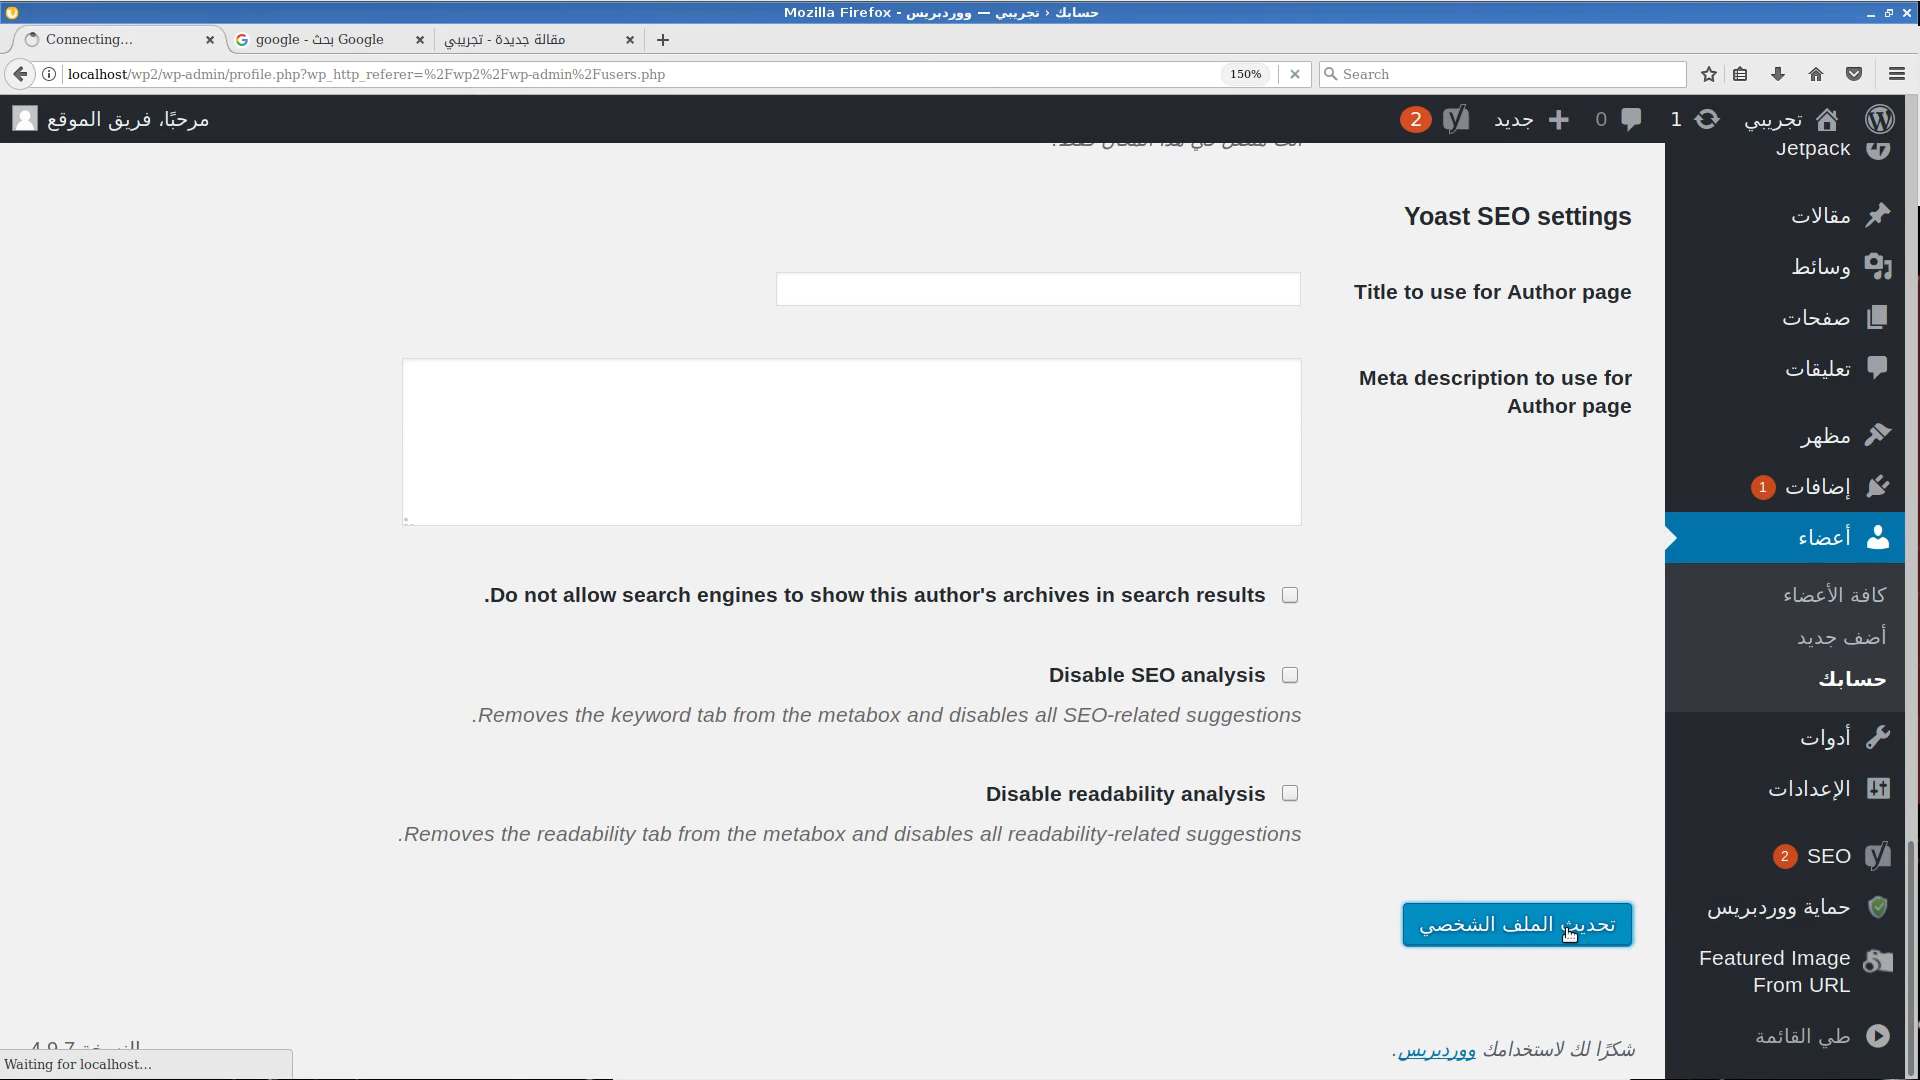 حسابك ‹ تجريبي — ووردبريس - Mozilla Firefox
Connecting...
google - بحث Google
مقالة جديدة - تجريبي
localhost/wp2/wp-admin/profile.php?wp_http_referer=%2Fwp2%2Fwp-admin%2Fusers.php
150%
Search
تجريبي
1
0
جديد
2
مرحبًا، فريق الموقع
Jetpack
مقالات
وسائط
صفحات
تعليقات
مظهر
إضافات 1
أعضاء
كافة الأعضاء
أضف جديد
حسابك
أدوات
الإعدادات
SEO 2
حماية ووردبريس
Featured Image
From URL
طي القائمة
Yoast SEO settings
Title to use for Author page
Meta description to use for
Author page
Do not allow search engines to show this author's archives in search results.
Disable SEO analysis
Removes the keyword tab from the metabox and disables all SEO-related suggestions.
Disable readability analysis
Removes the readability tab from the metabox and disables all readability-related suggestions.
تحديث الملف الشخصي
شكرًا لك لاستخدامك ووردبريس.
Waiting for localhost...